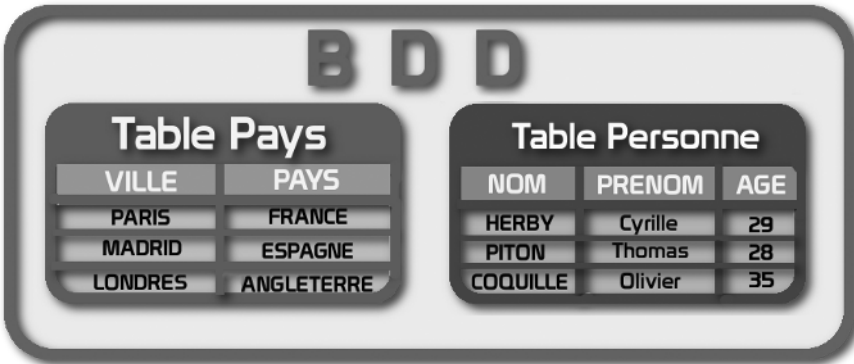 B D D
Table Pays
VILLE PAYS
PARIS FRANCE
MADRID ESPAGNE
LONDRES ANGLETERRE
Table Personne
NOM PRENOM AGE
HERBY Cyrille 29
PITON Thomas 28
COQUILLE Olivier 35